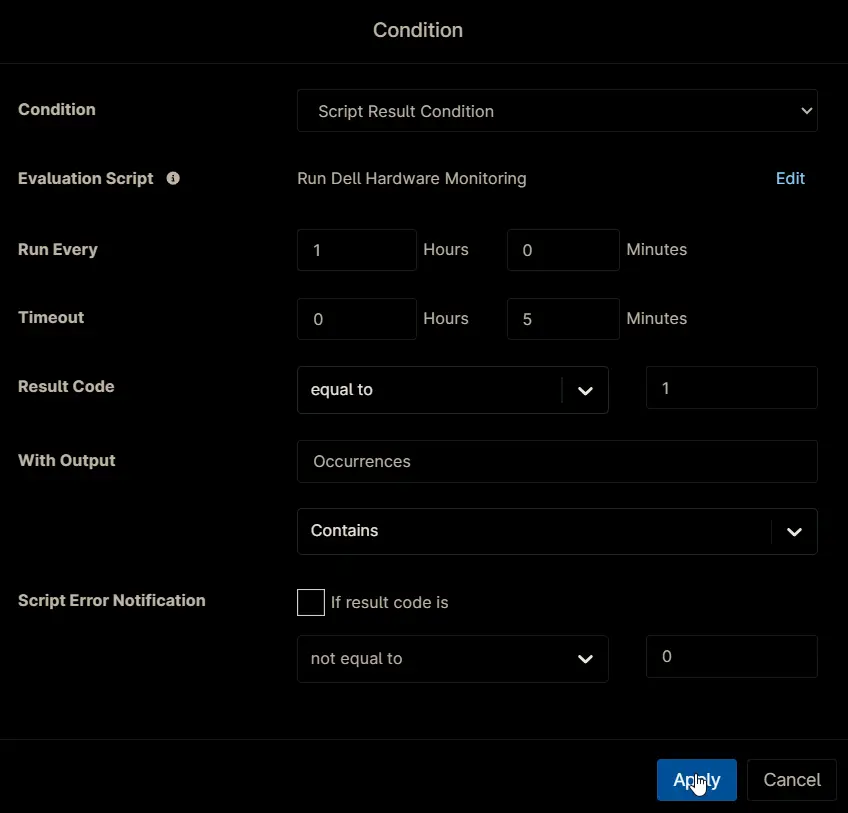 Condition
Condition Script Result Condition
Evaluation Script Run Dell Hardware Monitoring Edit
Run Every 1 Hours 0 Minutes
Timeout 0 Hours 5 Minutes
Result Code equal to 1
With Output Occurrences
Contains
Script Error Notification If result code is
not equal to 0
Apply Cancel